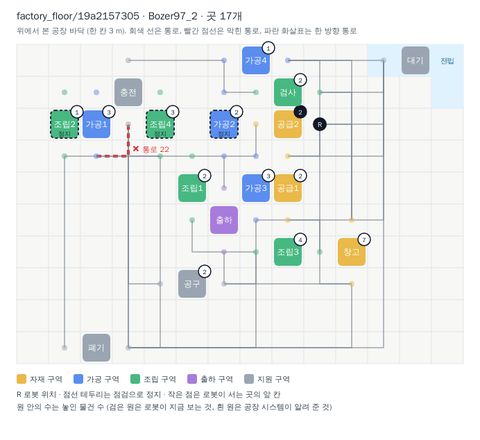 factory_floor/19a2157305 · Bozer97_2 · 곳 17개
위에서 본 공장 바닥 (한 칸 3 m). 회색 선은 통로, 빨간 점선은 막힌 통로, 파란 화살표는 한 방향 통로
가공4 1
대기
충전
검사 2
조립2 정지 1
가공1 3
조립4 정지 3
가공2 정지 2
공급2 2
R
✖ 통로 22
조립1 2
가공3 3
공급1 2
출하
조립3 4
창고 7
공구 2
폐기
자재 구역 가공 구역 조립 구역 출하 구역 지원 구역
R 로봇 위치 · 점선 테두리는 점검으로 정지 · 작은 점은 로봇이 서는 곳의 앞 칸
원 안의 수는 놓인 물건 수 (검은 원은 로봇이 지금 보는 것, 흰 원은 공장 시스템이 알려 준 것)